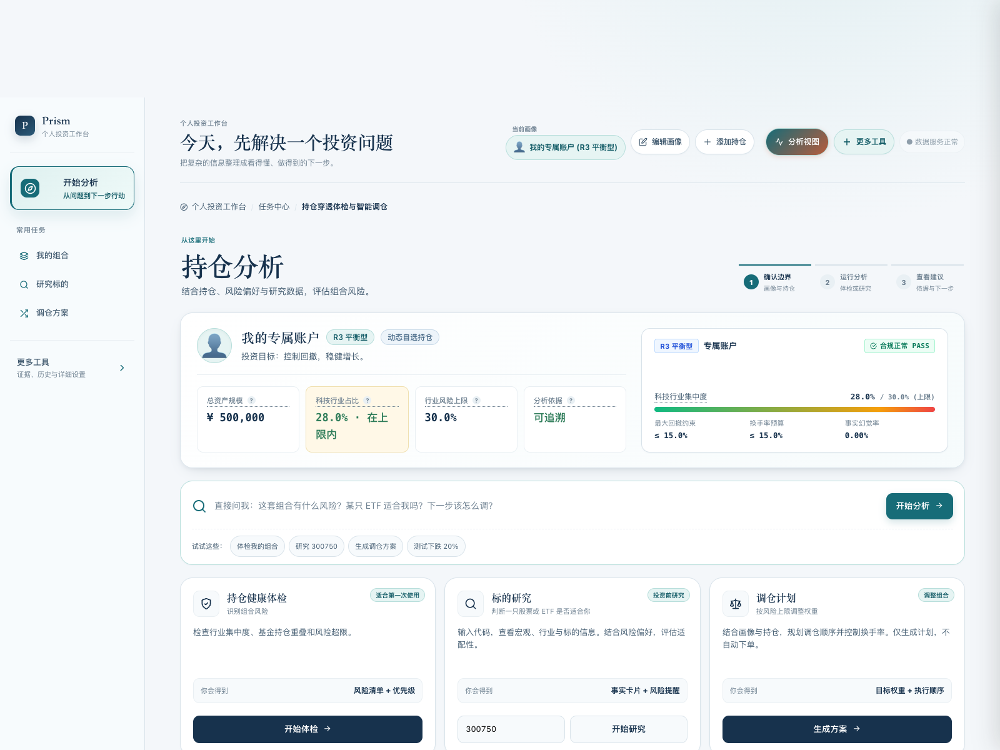 P
Prism
个人投资工作台
开始分析
从问题到下一步行动
常用任务
我的组合
研究标的
调仓方案
更多工具
证据、历史与详细设置
个人投资工作台
今天，先解决一个投资问题
把复杂的信息整理成看得懂、做得到的下一步。
当前画像
我的专属账户 (R3 平衡型)
编辑画像
添加持仓
分析视图
更多工具
数据服务正常
个人投资工作台 / 任务中心 / 持仓穿透体检与智能调仓
从这里开始
持仓分析
结合持仓、风险偏好与研究数据，评估组合风险。
1 确认边界
画像与持仓
2 运行分析
体检或研究
3 查看建议
依据与下一步
我的专属账户 R3 平衡型 动态自选持仓
投资目标：控制回撤，稳健增长。
总资产规模 ?
¥ 500,000
科技行业占比 ?
28.0% · 在上
限内
行业风险上限 ?
30.0%
分析依据 ?
可追溯
R3 平衡型 专属账户 合规正常 PASS
科技行业集中度 28.0% / 30.0% (上限)
最大回撤约束 换手率预算 事实幻觉率
≤ 15.0% ≤ 15.0% 0.00%
直接问我：这套组合有什么风险？某只 ETF 适合我吗？下一步该怎么调？
开始分析 →
试试这些： 体检我的组合 研究 300750 生成调仓方案 测试下跌 20%
持仓健康体检
适合第一次使用
识别组合风险
检查行业集中度、基金持仓重叠和风险超限。
你会得到 风险清单 + 优先级
开始体检 →
标的研究
投资前研究
判断一只股票或 ETF 是否适合你
输入代码，查看宏观、行业与标的信息。结合风险偏好，评估适
配性。
你会得到 事实卡片 + 风险提醒
300750 开始研究
调仓计划
调整组合
按风险上限调整权重
结合画像与持仓，规划调仓顺序并控制换手率。仅生成计划，不
自动下单。
你会得到 目标权重 + 执行顺序
生成方案 →